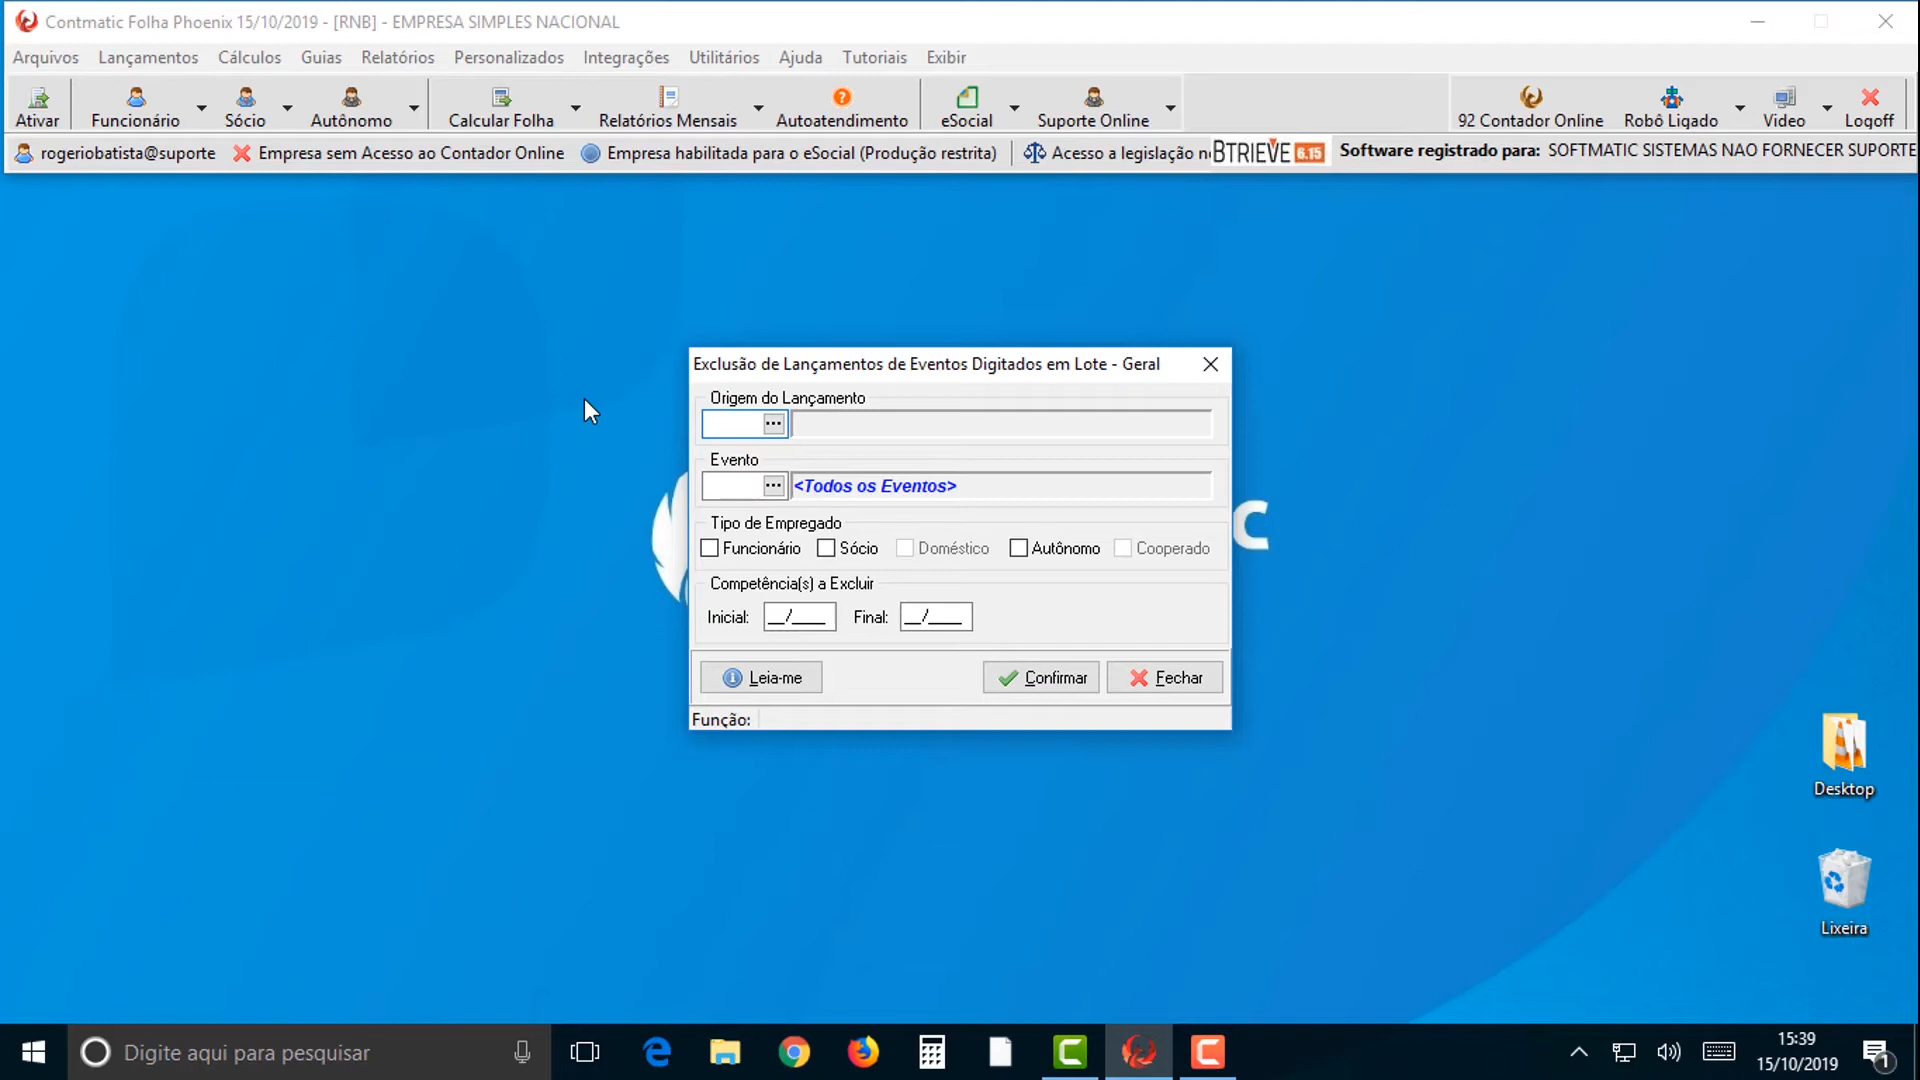 Contmatic Folha Phoenix 15/10/2019 - [RNB] - EMPRESA SIMPLES NACIONAL
Arquivos Lançamentos Cálculos Guias Relatórios Personalizados Integrações Utilitários Ajuda Tutoriais Exibir
Ativar Funcionário Sócio Autônomo Calcular Folha Relatórios Mensais Autoatendimento eSocial Suporte Online 92 Contador Online Robô Ligado Video Logoff
rogeriobatista@suporte Empresa sem Acesso ao Contador Online Empresa habilitada para o eSocial (Produção restrita) Acesso a legislação n BTRIEVE 6.15 Software registrado para: SOFTMATIC SISTEMAS NAO FORNECER SUPORTE
Exclusão de Lançamentos de Eventos Digitados em Lote - Geral
Origem do Lançamento
...
Evento
... <Todos os Eventos>
Tipo de Empregado
Funcionário Sócio Doméstico Autônomo Cooperado
Competência(s) a Excluir
Inicial: __/____ Final: __/____
Leia-me Confirmar Fechar
Função:
c
Desktop
Lixeira
Digite aqui para pesquisar
15:39
15/10/2019
1